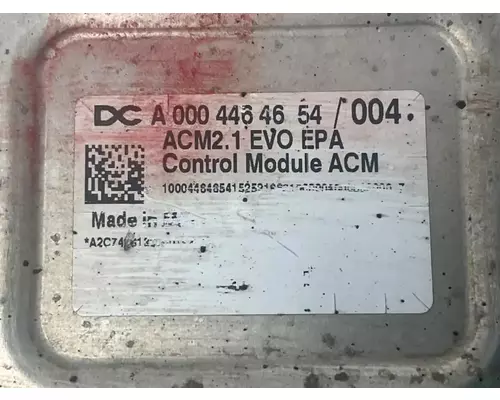 DC A 000 446 46 54 / 004
ACM2.1 EVO EPA
Control Module ACM
Made in